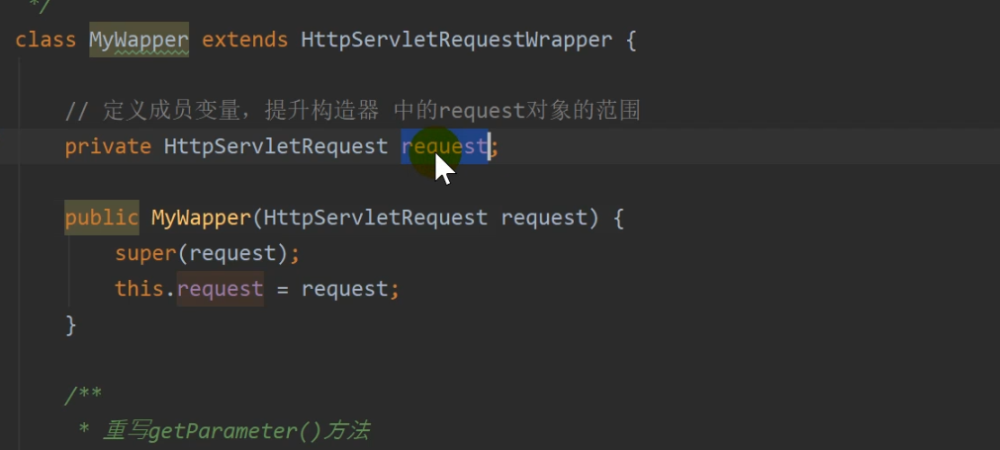 */
class MyWapper extends HttpServletRequestWrapper {
// 定义成员变量，提升构造器 中的request对象的范围
private HttpServletRequest request;
public MyWapper(HttpServletRequest request) {
super(request);
this.request = request;
}
/**
* 重写getParameter()方法